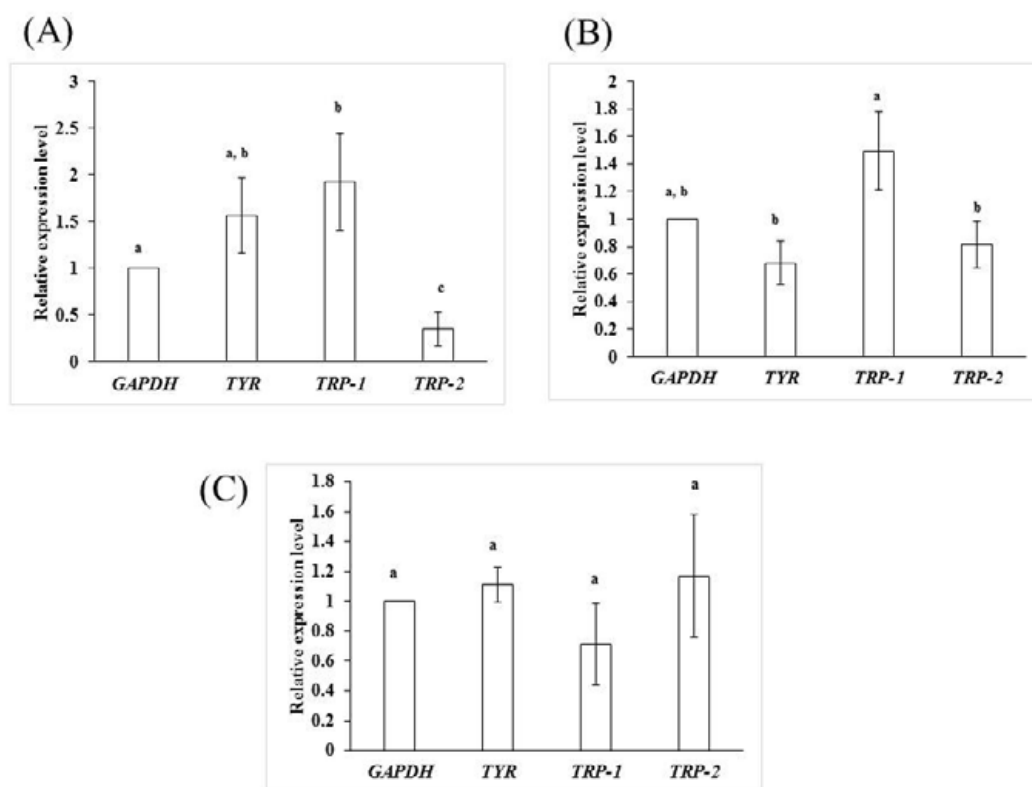 (A)
Relative expression level
3
2.5
2
1.5
1
0.5
0
a
a, b
b
c
GAPDH TYR TRP-1 TRP-2
(B)
Relative expression level
2
1.8
1.6
1.4
1.2
1
0.8
0.6
0.4
0.2
0
a, b
b
a
b
GAPDH TYR TRP-1 TRP-2
(C)
Relative expression level
1.8
1.6
1.4
1.2
1
0.8
0.6
0.4
0.2
0
a
a
a
a
GAPDH TYR TRP-1 TRP-2